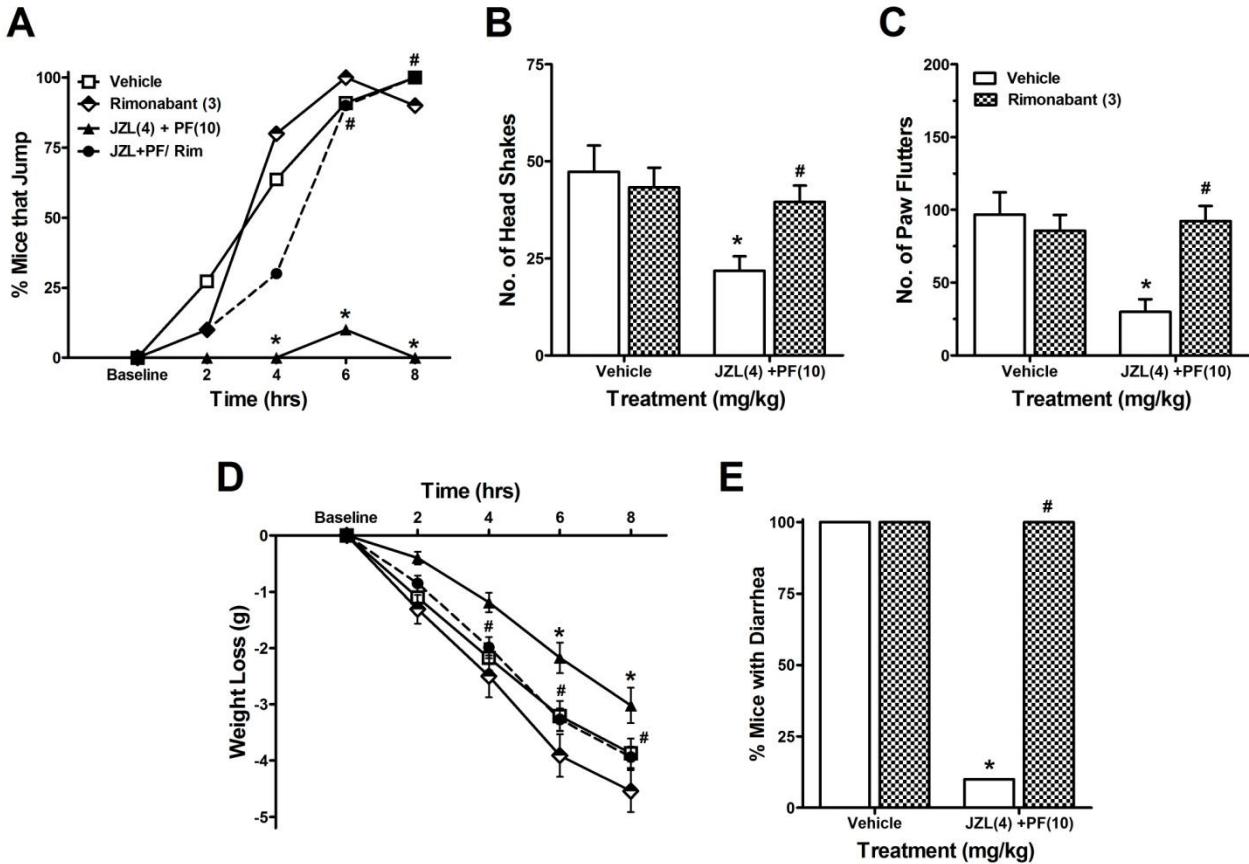 A
% Mice that Jump
100
75
50
25
0
Vehicle
Rimonabant (3)
JZL(4) + PF(10)
JZL+PF/ Rim
#
#
*
*
*
Baseline
2
4
6
8
Time (hrs)
B
No. of Head Shakes
75
50
25
0
*
#
Vehicle
JZL(4) +PF(10)
Treatment (mg/kg)
C
No. of Paw Flutters
200
150
100
50
0
Vehicle
Rimonabant (3)
*
#
Vehicle
JZL(4) +PF(10)
Treatment (mg/kg)
D
Time (hrs)
Baseline
2
4
6
8
Weight Loss (g)
0
-1
-2
-3
-4
-5
#
*
#
*
#
E
% Mice with Diarrhea
100
75
50
25
0
*
#
Vehicle
JZL(4) +PF(10)
Treatment (mg/kg)